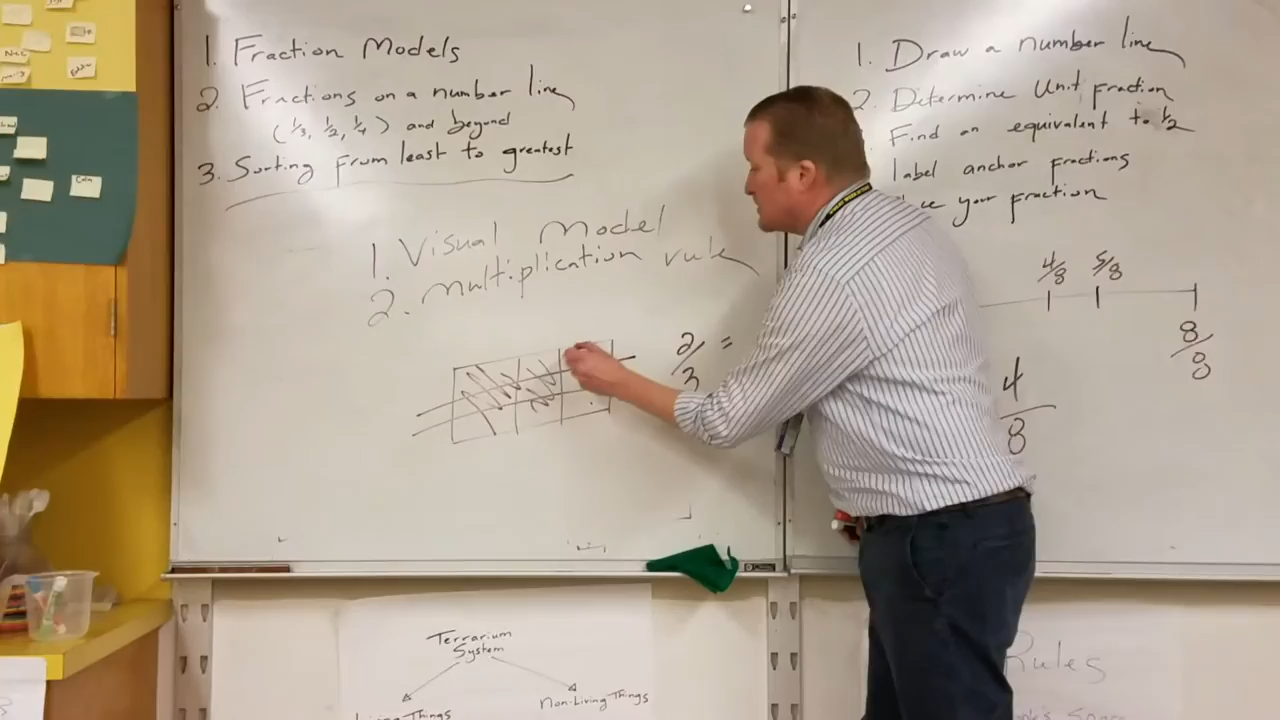 1. Fraction Models
2. Fractions on a number line
(1/3, 1/2, 1/4) and beyond
3. Sorting from least to greatest
1. Visual Model
2. multiplication rule
2/3 =
1. Draw a number line
2. Determine Unit fraction
Find an equivalent to 1/2
label anchor fractions
your fraction
4/8 5/8
8/8
4/8
Terrarium
System
Living Things
Non-Living Things
Rules